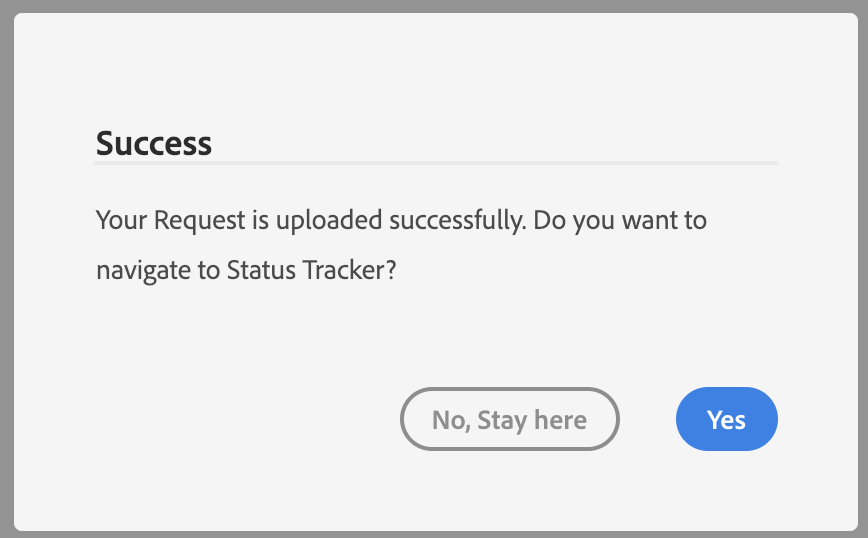 Success
Your Request is uploaded successfully. Do you want to
navigate to Status Tracker?
No, Stay here
Yes